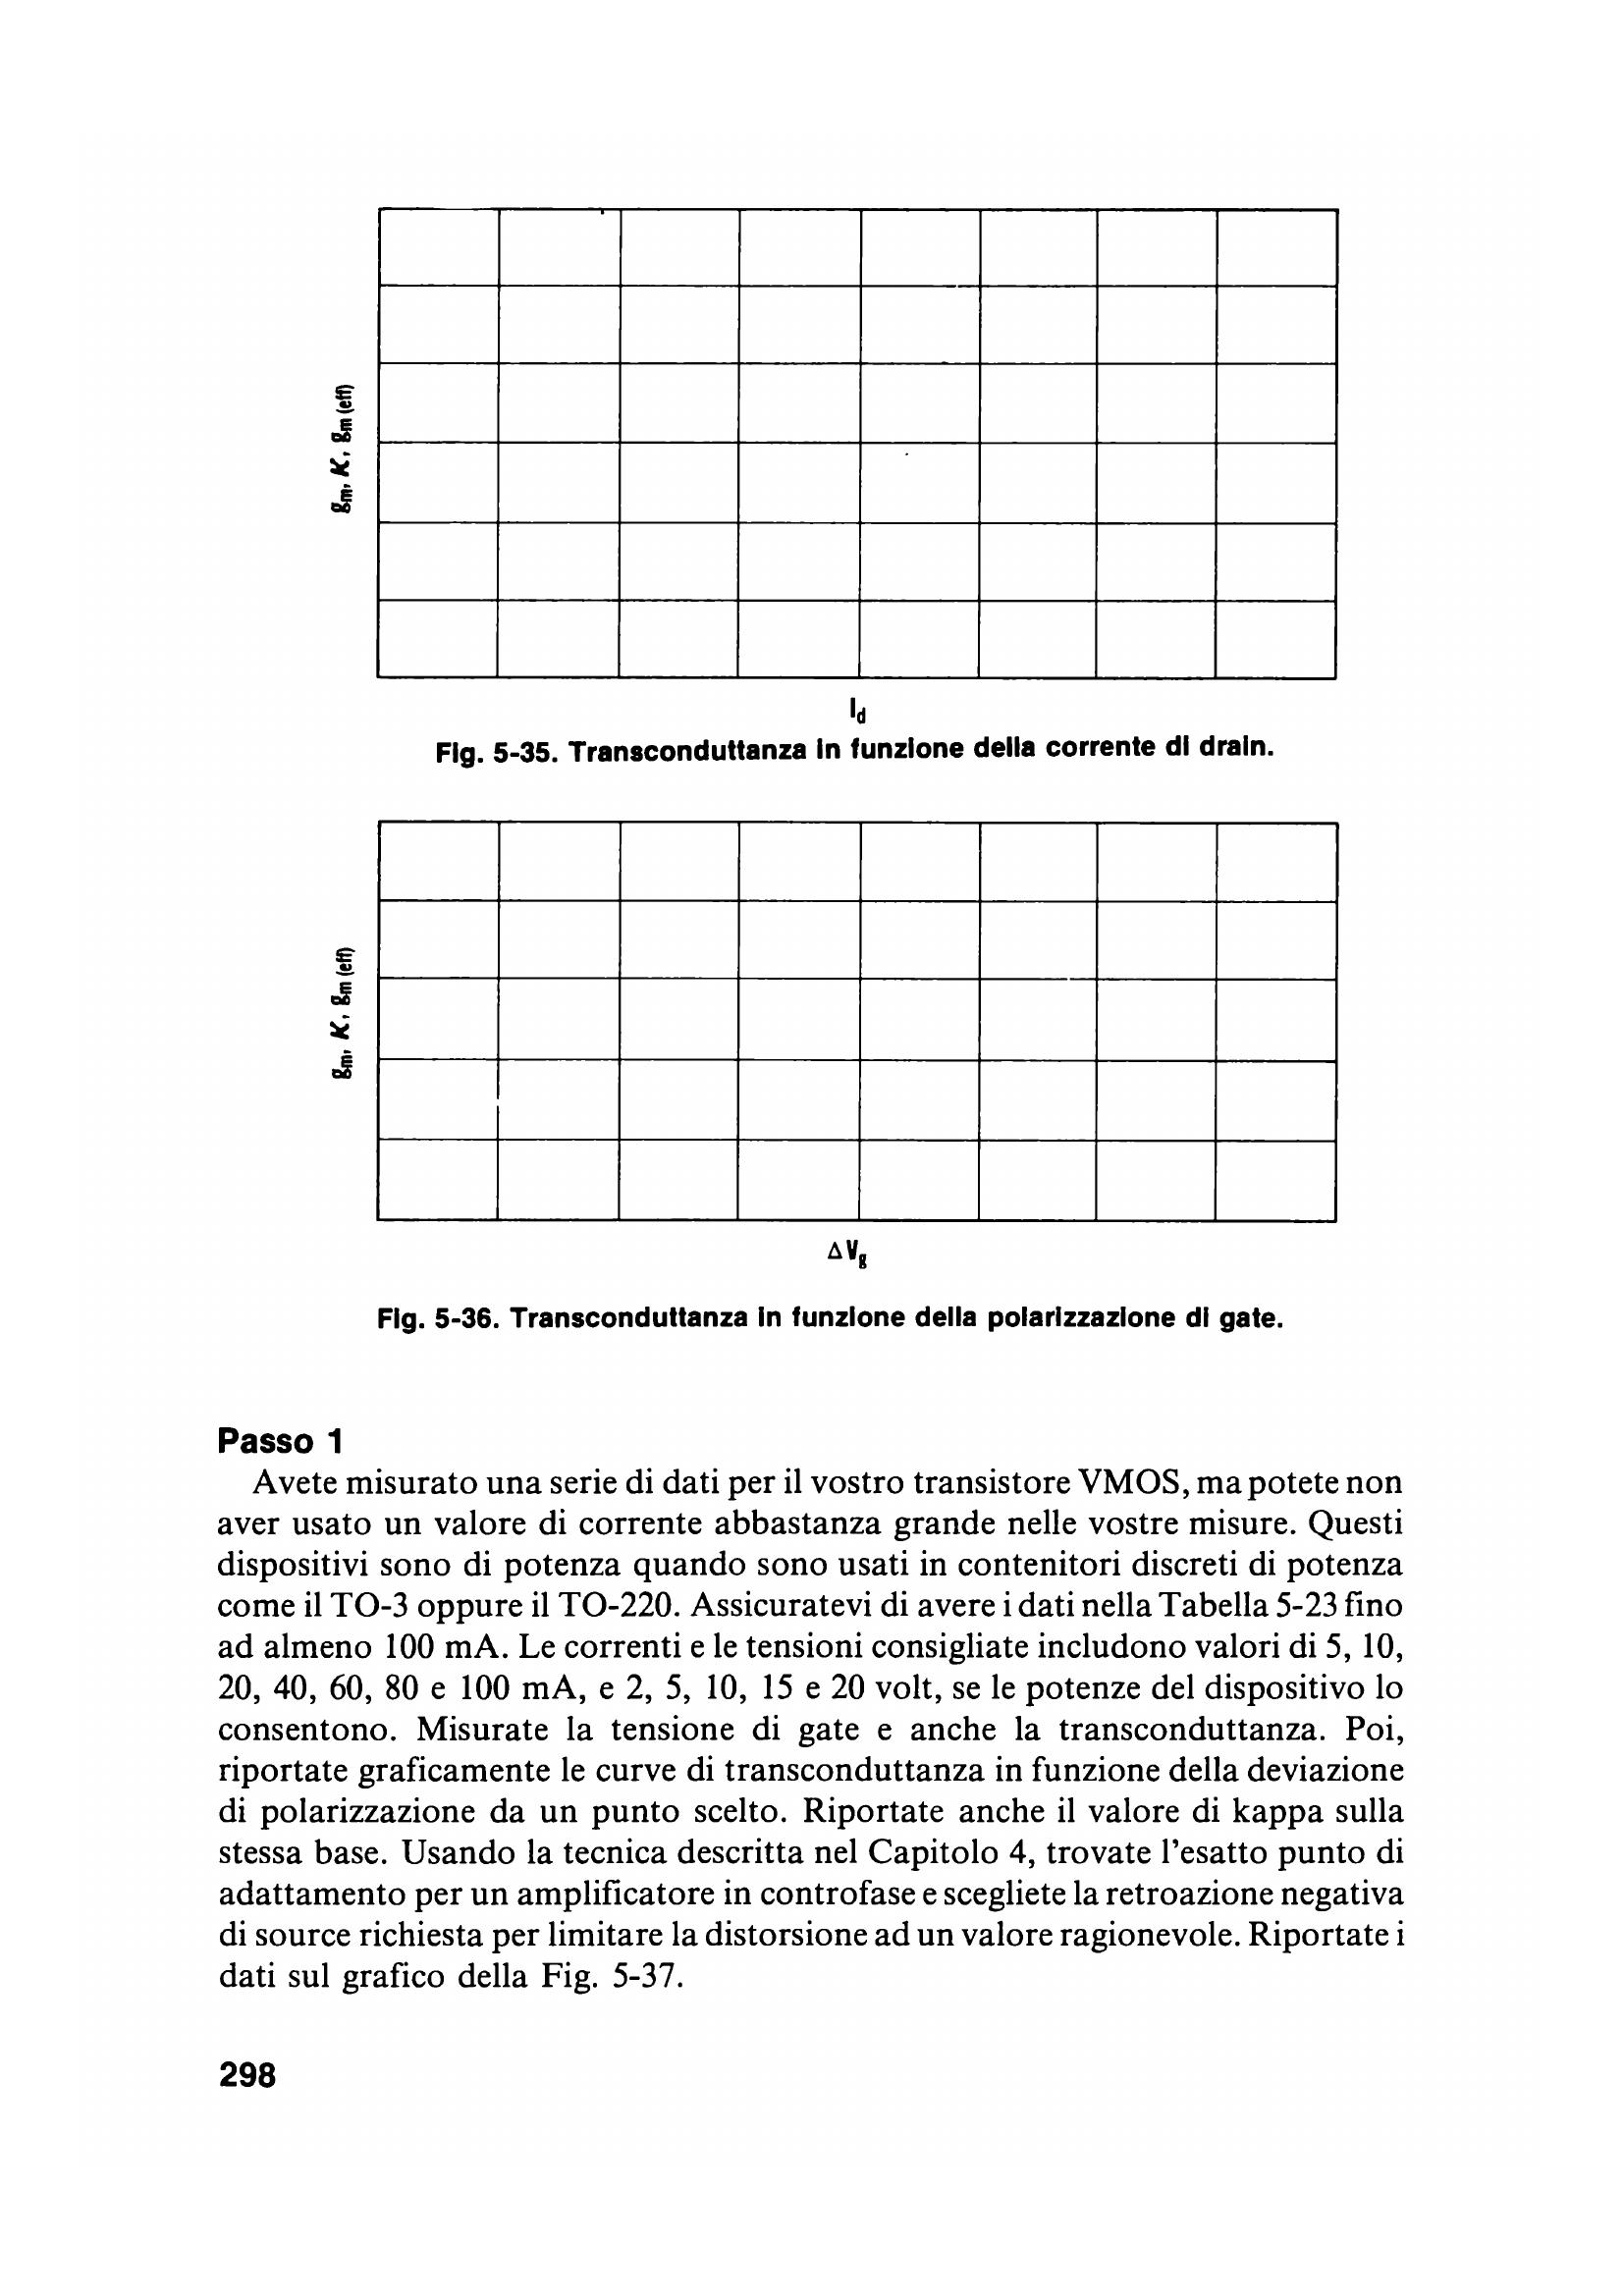 gm, K, gm (eff)
Id
Fig. 5-35. Transconduttanza in funzione della corrente di drain.
gm, K, gm (eff)
ΔVg
Fig. 5-36. Transconduttanza in funzione della polarizzazione di gate.
Passo 1
Avete misurato una serie di dati per il vostro transistore VMOS, ma potete non
aver usato un valore di corrente abbastanza grande nelle vostre misure. Questi
dispositivi sono di potenza quando sono usati in contenitori discreti di potenza
come il TO-3 oppure il TO-220. Assicuratevi di avere i dati nella Tabella 5-23 fino
ad almeno 100 mA. Le correnti e le tensioni consigliate includono valori di 5, 10,
20, 40, 60, 80 e 100 mA, e 2, 5, 10, 15 e 20 volt, se le potenze del dispositivo lo
consentono. Misurate la tensione di gate e anche la transconduttanza. Poi,
riportate graficamente le curve di transconduttanza in funzione della deviazione
di polarizzazione da un punto scelto. Riportate anche il valore di kappa sulla
stessa base. Usando la tecnica descritta nel Capitolo 4, trovate l'esatto punto di
adattamento per un amplificatore in controfase e scegliete la retroazione negativa
di source richiesta per limitare la distorsione ad un valore ragionevole. Riportate i
dati sul grafico della Fig. 5-37.
298